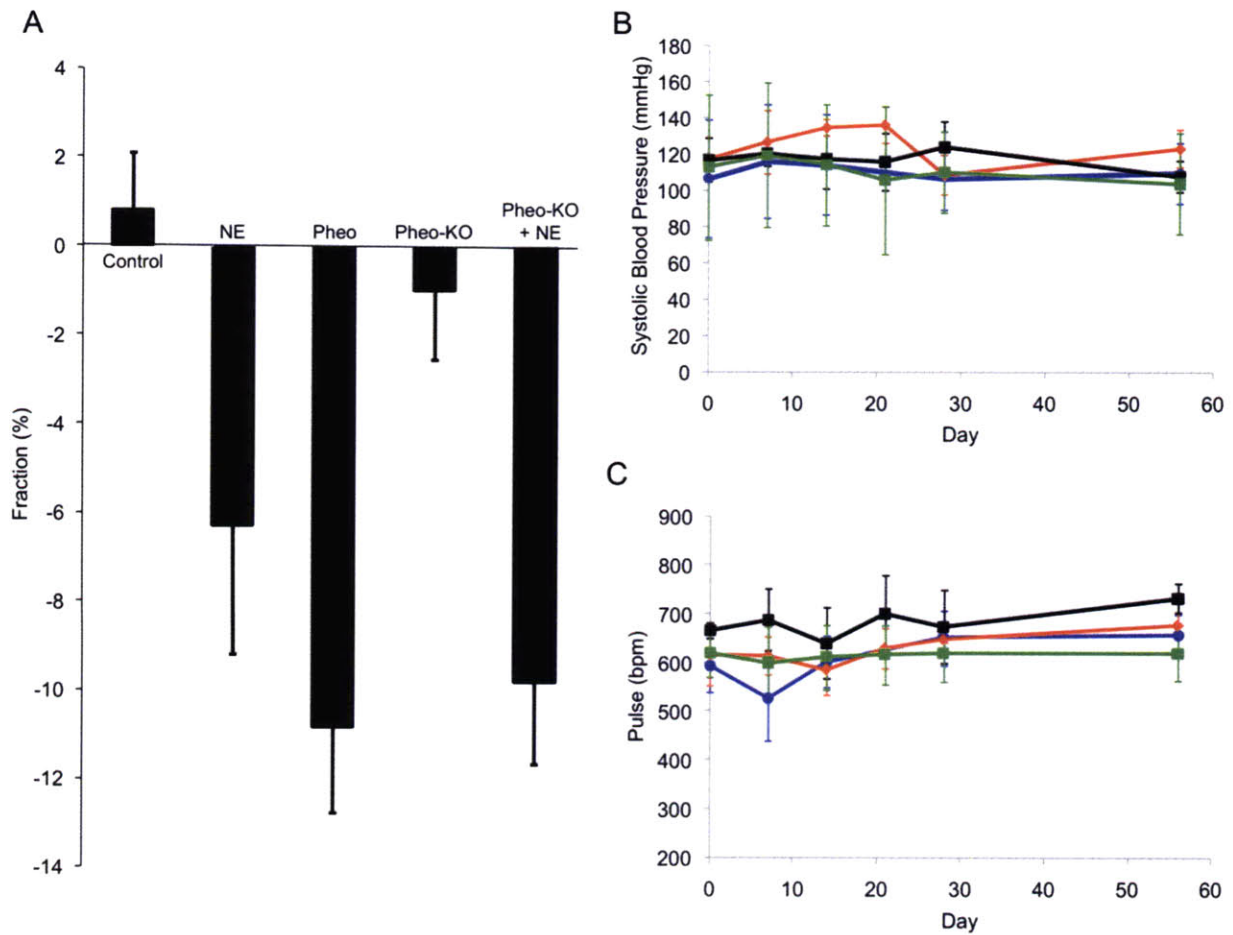 A
4
2
0
-2
-4
-6
-8
-10
-12
-14
Fraction (%)
Control
NE
Pheo
Pheo-KO
Pheo-KO
+ NE
B
180
160
140
120
100
80
60
40
20
0
Systolic Blood Pressure (mmHg)
0 10 20 30 40 50 60
Day
C
900
800
700
600
500
400
300
200
Pulse (bpm)
0 10 20 30 40 50 60
Day